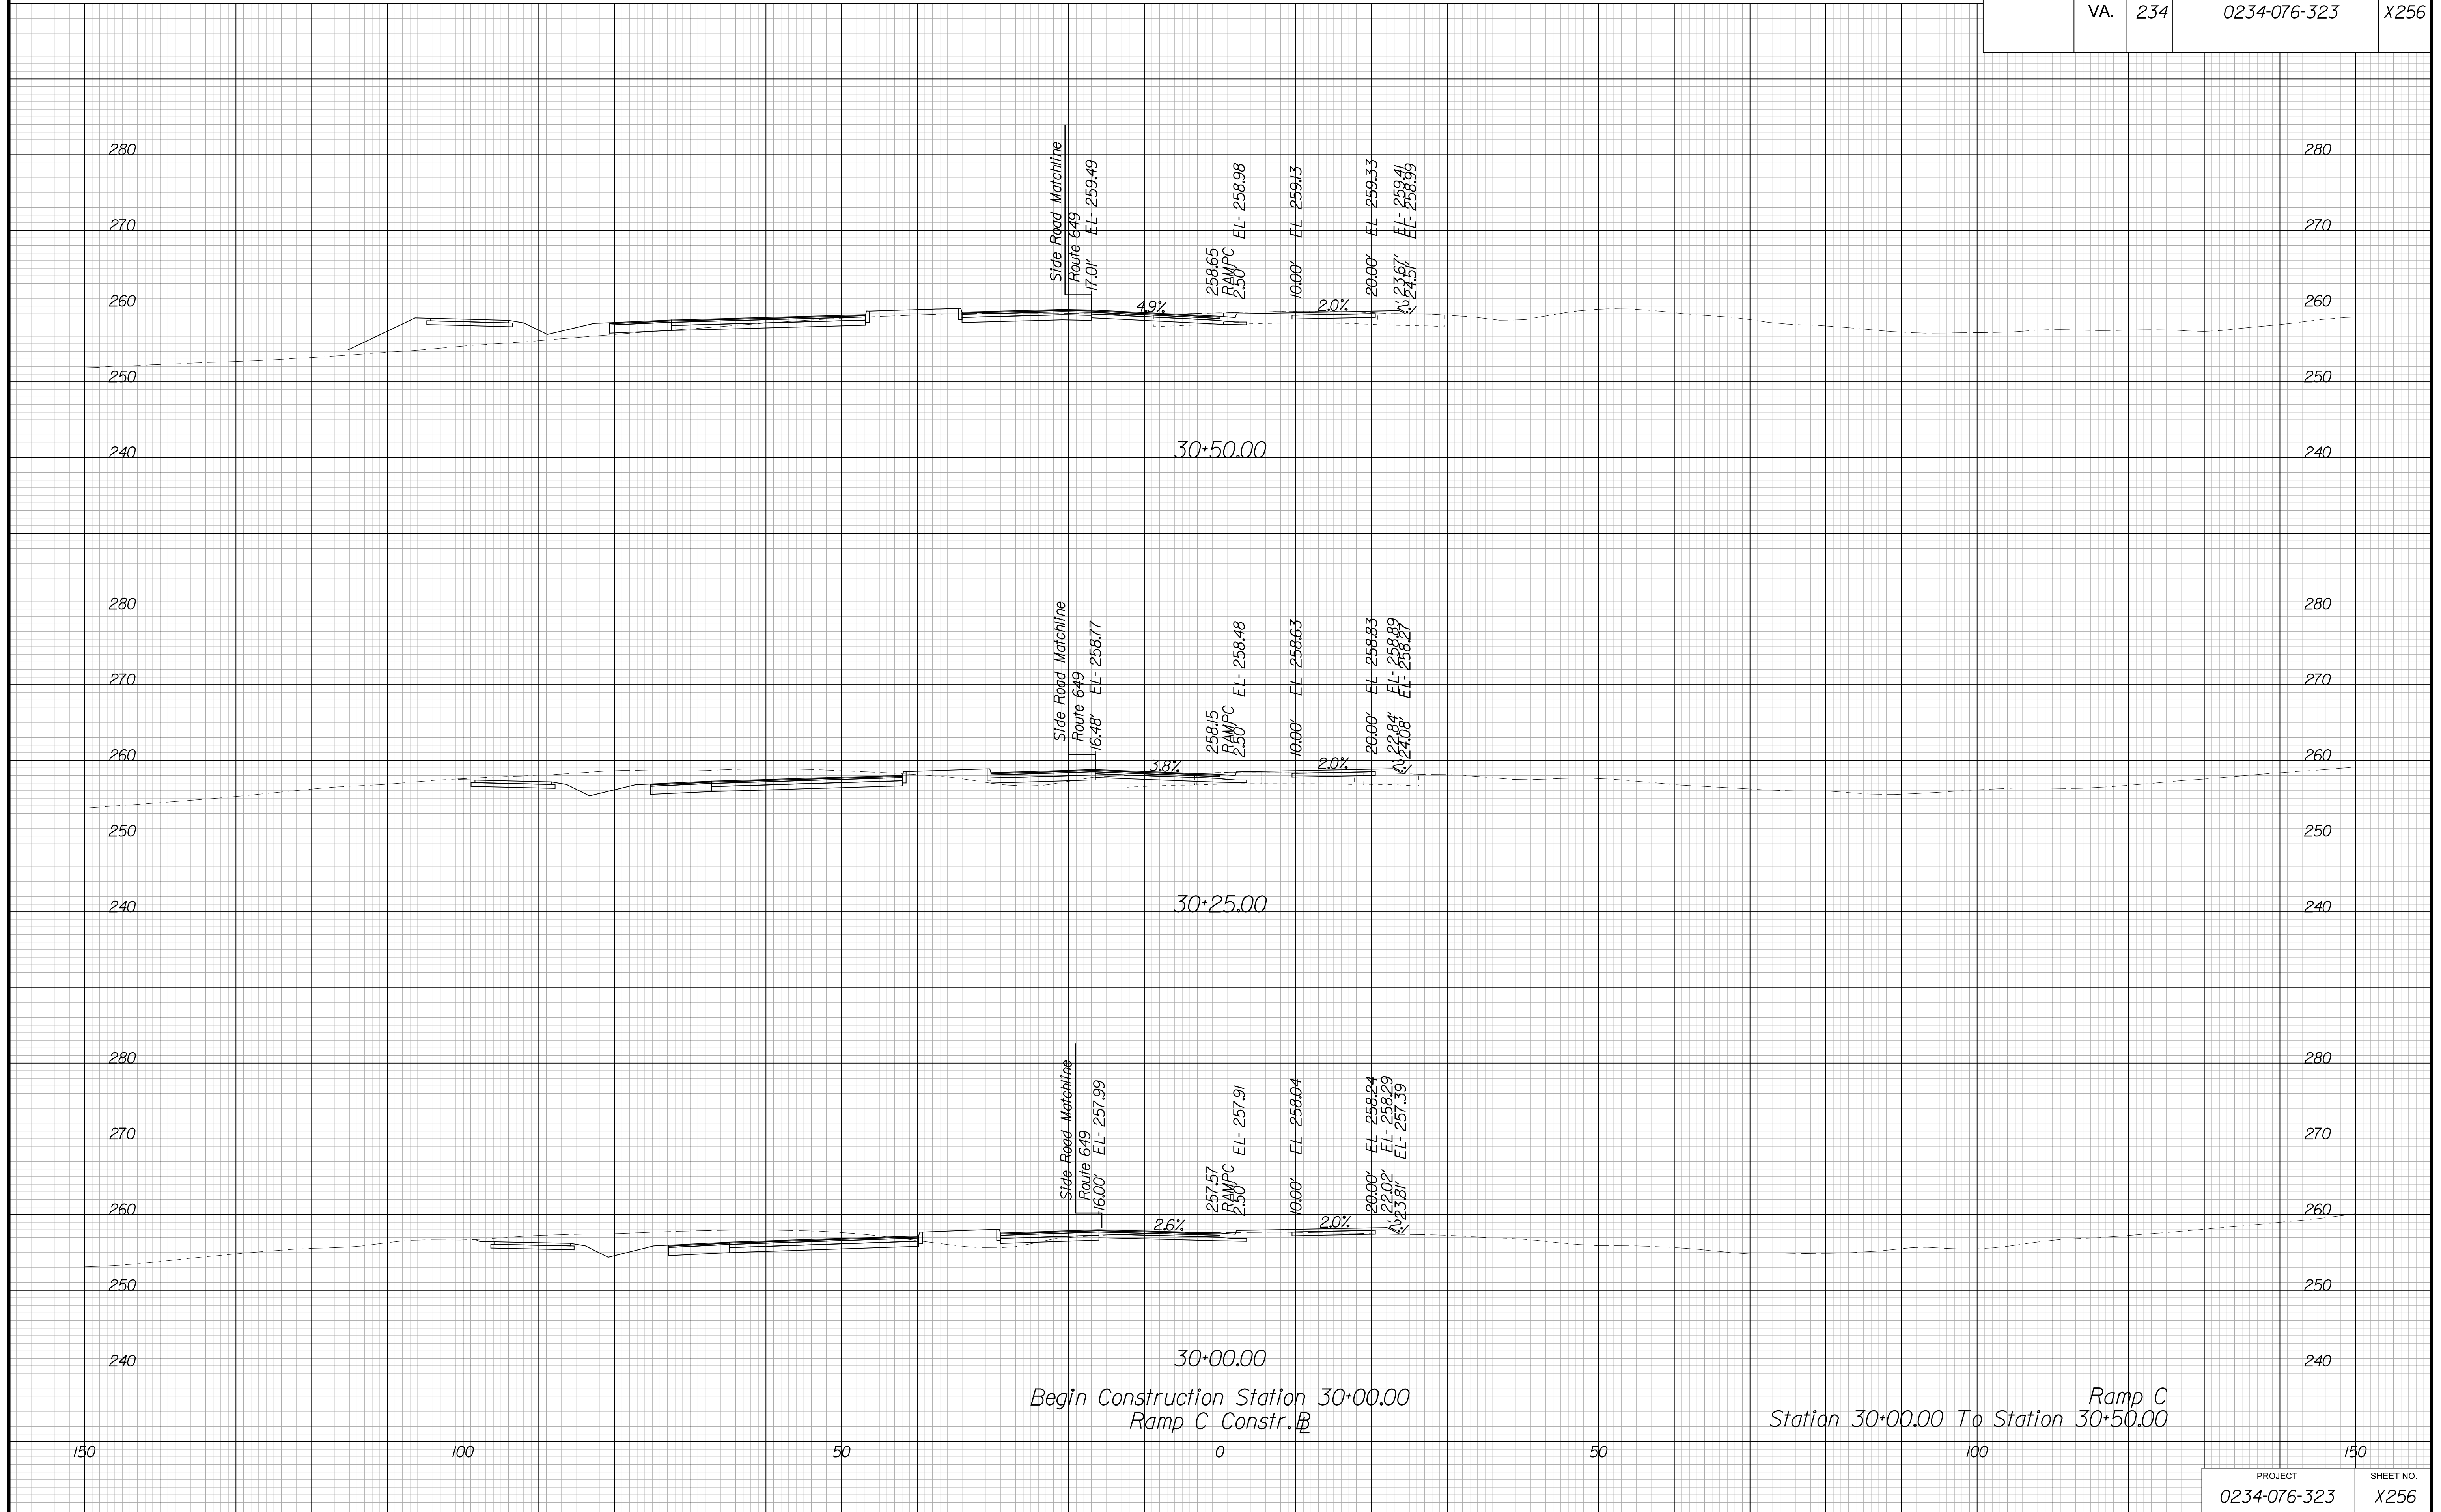 VA. 234 0234-076-323 X256
280 280
270 270
260 260
250 250
240 240
Side Road Matchline
Route 649
17.01' EL- 259.49
258.65
RAMPC
2.50' EL- 258.98
10.00' EL- 259.13
20.00' EL- 259.33
23.67' EL- 259.41
24.51' EL- 258.99
4.9%
2.0%
2:1
30+50.00
280 280
270 270
260 260
250 250
240 240
Side Road Matchline
Route 649
16.48' EL- 258.77
258.15
RAMPC
2.50' EL- 258.48
10.00' EL- 258.63
20.00' EL- 258.83
22.84' EL- 258.89
24.08' EL- 258.27
3.8%
2.0%
2:1
30+25.00
280 280
270 270
260 260
250 250
240 240
Side Road Matchline
Route 649
16.00' EL- 257.99
257.57
RAMPC
2.50' EL- 257.91
10.00' EL- 258.04
20.00' EL- 258.24
22.02' EL- 258.29
23.81' EL- 257.39
2.6%
2.0%
2:1
30+00.00
Begin Construction Station 30+00.00
Ramp C Constr. BL
Ramp C
Station 30+00.00 To Station 30+50.00
150 100 50 0 50 100 150
PROJECT SHEET NO.
0234-076-323 X256